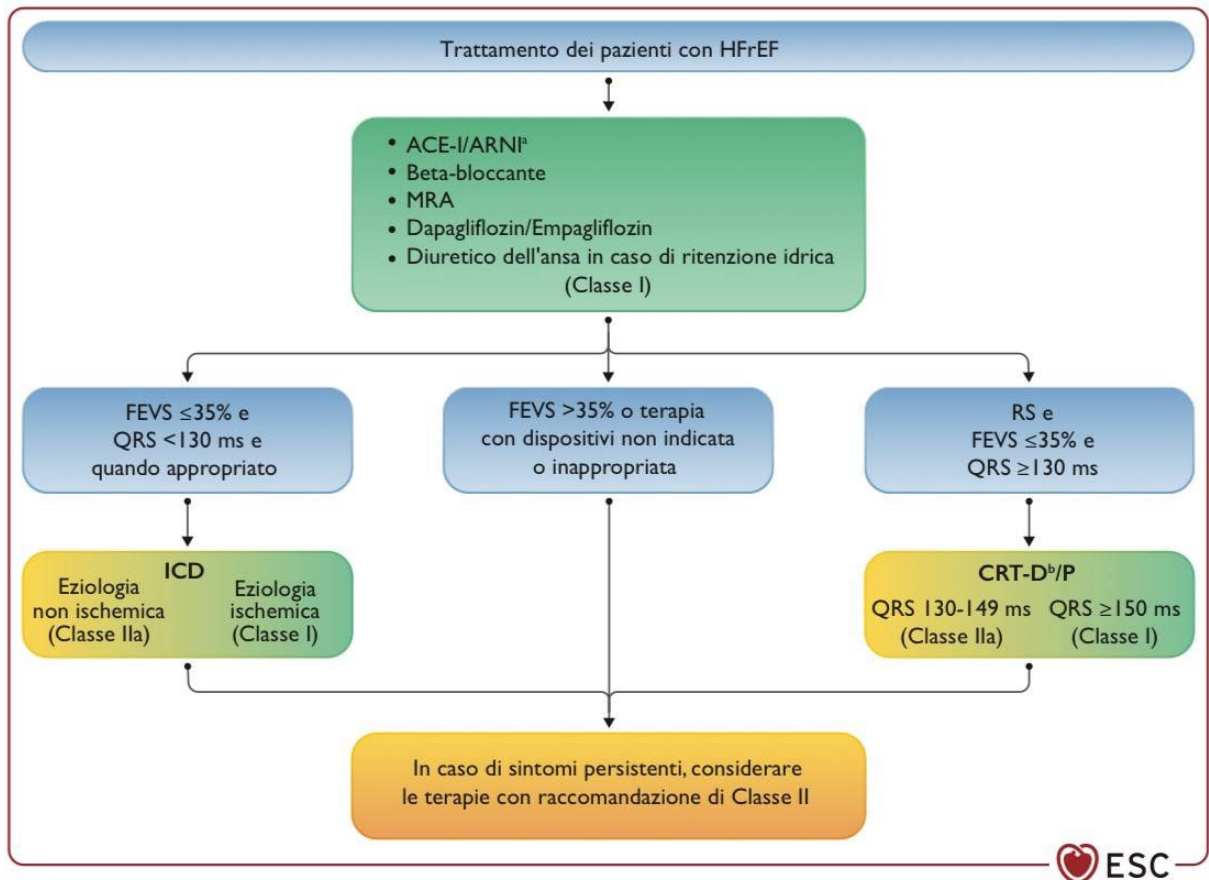 Trattamento dei pazienti con HFrEF
• ACE-I/ARNIª
• Beta-bloccante
• MRA
• Dapagliflozin/Empagliflozin
• Diuretico dell'ansa in caso di ritenzione idrica
(Classe I)
FEVS ≤35% e
QRS <130 ms e
quando appropriato
FEVS >35% o terapia
con dispositivi non indicata
o inappropriata
RS e
FEVS ≤35% e
QRS ≥130 ms
ICD
Eziologia
non ischemica
(Classe IIa)
Eziologia
ischemica
(Classe I)
CRT-Dᵇ/P
QRS 130-149 ms
(Classe IIa)
QRS ≥150 ms
(Classe I)
In caso di sintomi persistenti, considerare
le terapie con raccomandazione di Classe II
ESC